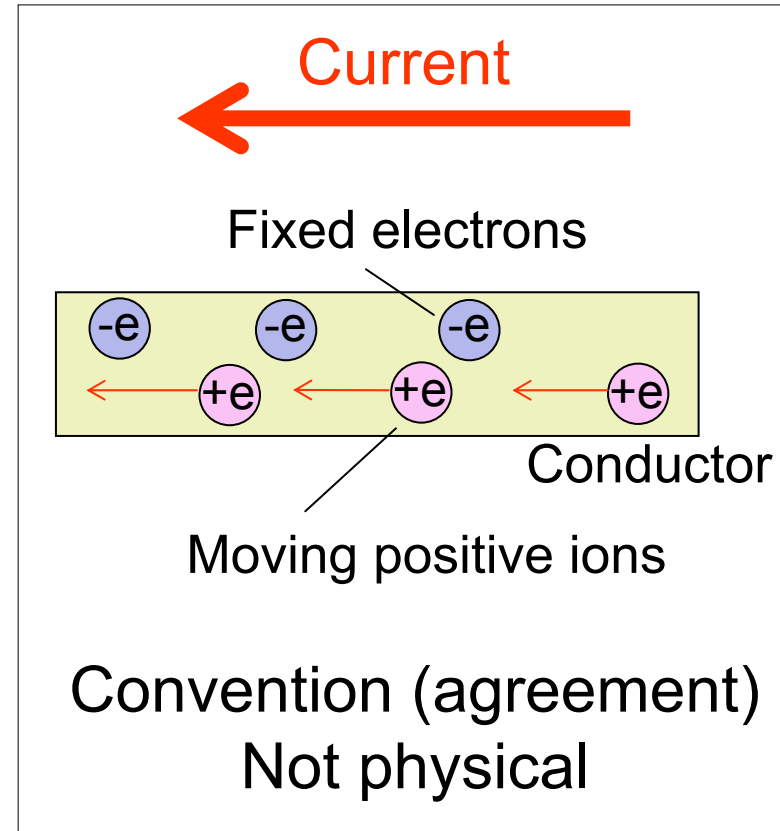 Current
Fixed electrons
-e -e -e
+e +e +e
Conductor
Moving positive ions
Convention (agreement)
Not physical